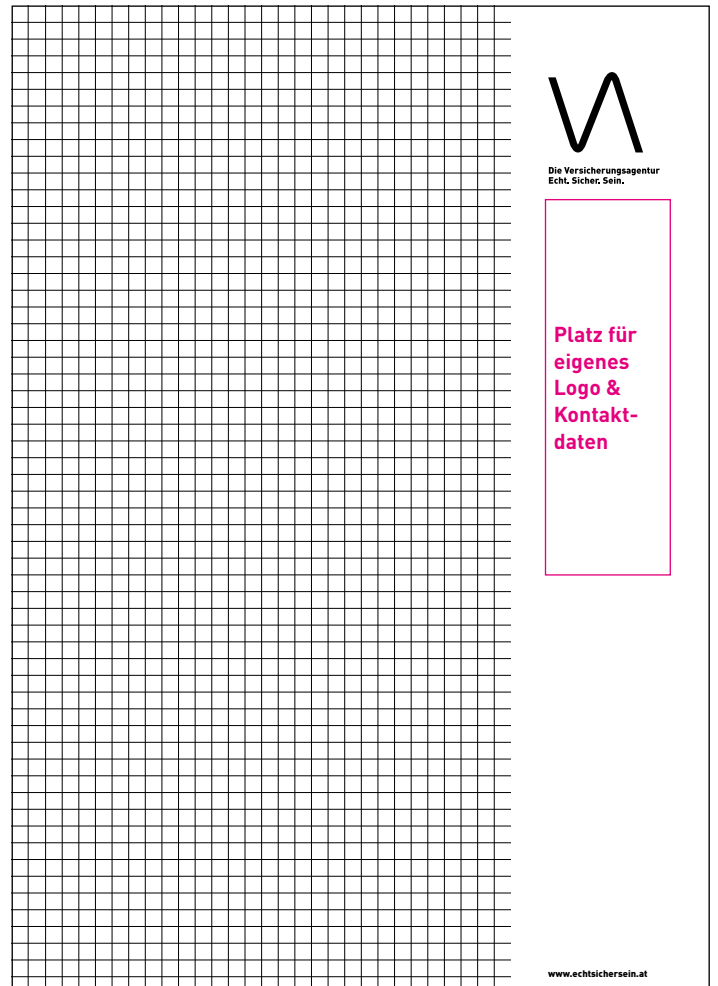 Die Versicherungsagentur
Echt. Sicher. Sein.
Platz für
eigenes
Logo &
Kontakt-
daten
www.echtsichersein.at